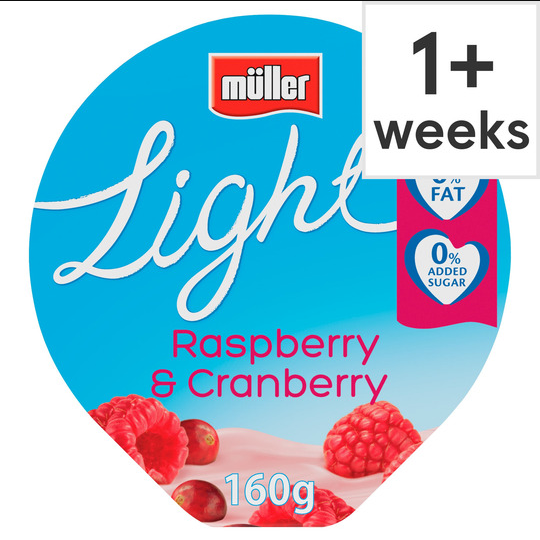 müller
1+
weeks
Light
% FAT
0%
ADDED
SUGAR
Raspberry
& Cranberry
160g